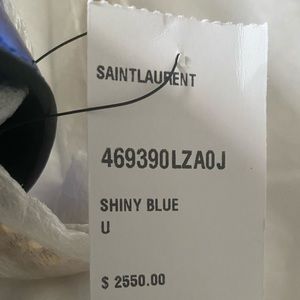 SAINTLAURENT
469390LZA0J
SHINY BLUE
U
$ 2550.00